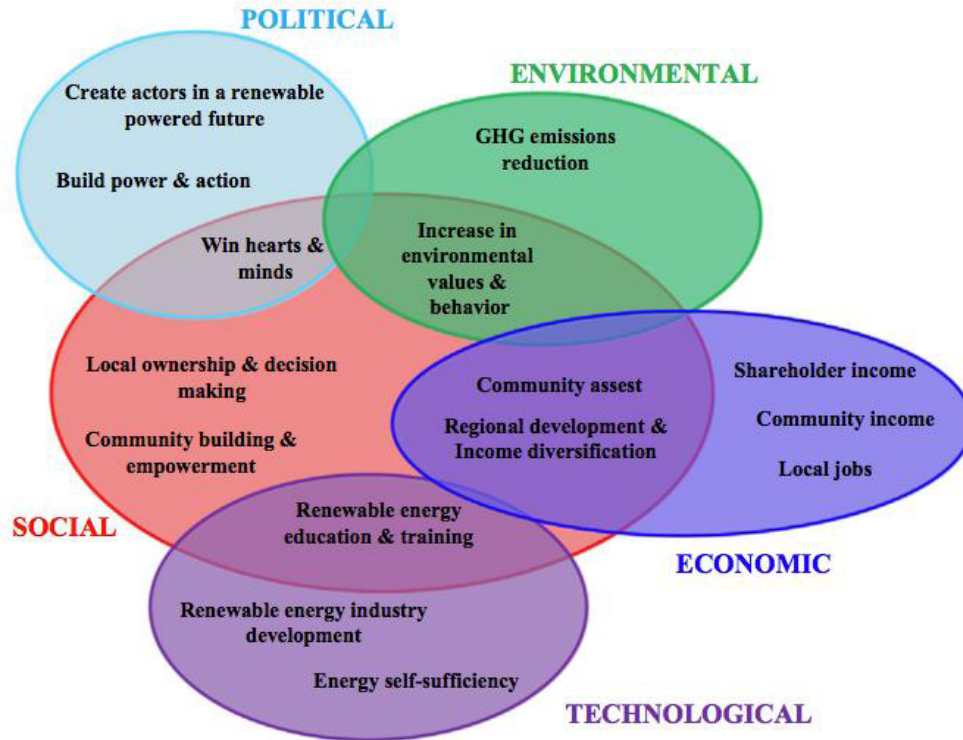 POLITICAL
ENVIRONMENTAL
Create actors in a renewable
powered future
Build power & action
GHG emissions
reduction
Win hearts &
minds
Increase in
environmental
values &
behavior
Local ownership & decision
making
Community building &
empowerment
Community assest
Regional development &
Income diversification
Shareholder income
Community income
Local jobs
SOCIAL
Renewable energy
education & training
ECONOMIC
Renewable energy industry
development
Energy self-sufficiency
TECHNOLOGICAL